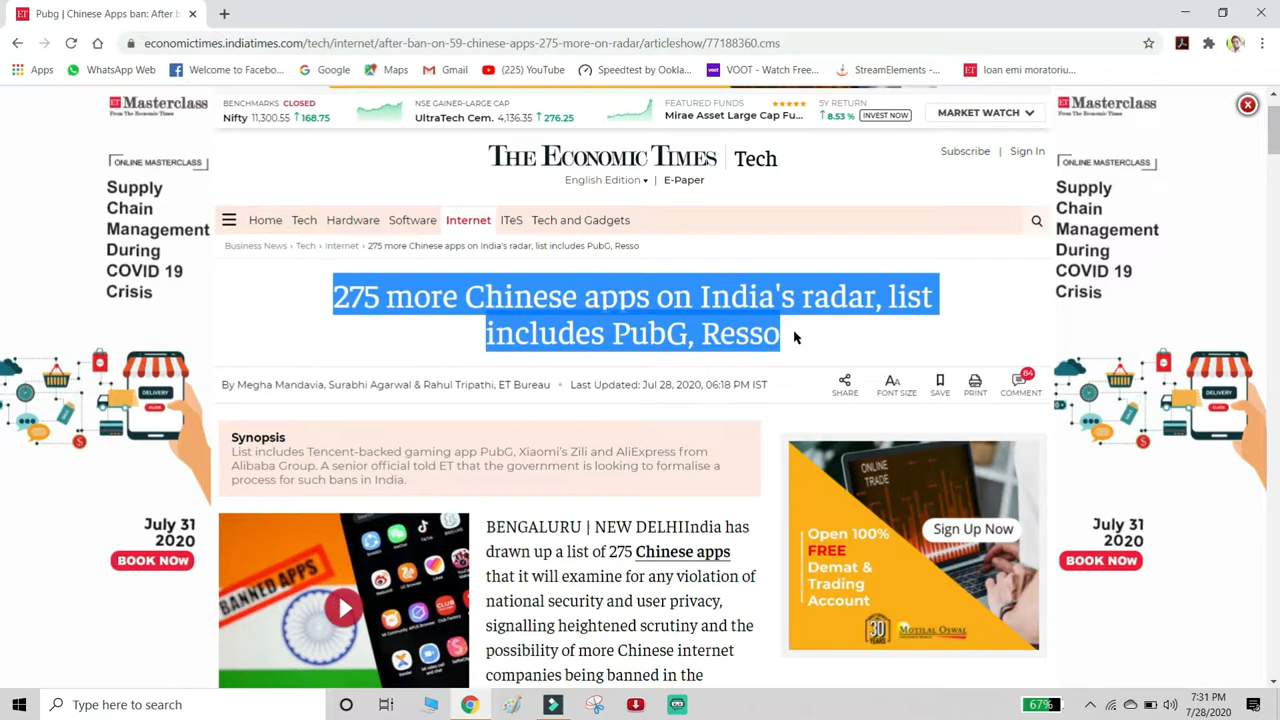 Pubg | Chinese Apps ban: After b
economictimes.indiatimes.com/tech/internet/after-ban-on-59-chinese-apps-275-more-on-radar/articleshow/77188360.cms
Apps WhatsApp Web Welcome to Facebo... Google Maps Gmail (225) YouTube Speedtest by Ookla... VOOT - Watch Free... StreamElements -... loan emi moratoriu...
ET Masterclass
From The Economic Times
BENCHMARKS CLOSED
Nifty 11,300.55 ↑ 168.75
NSE GAINER-LARGE CAP
UltraTech Cem. 4,136.35 ↑ 276.25
FEATURED FUNDS ★★★★★
Mirae Asset Large Cap Fu...
5Y RETURN
↑ 8.53 % INVEST NOW
MARKET WATCH
ET Masterclass
From The Economic Times
THE ECONOMIC TIMES | Tech
English Edition ▾ | E-Paper
Subscribe | Sign In
Home Tech Hardware Software Internet ITeS Tech and Gadgets
Business News › Tech › Internet › 275 more Chinese apps on India's radar, list includes PubG, Resso
275 more Chinese apps on India's radar, list
includes PubG, Resso
By Megha Mandavia, Surabhi Agarwal & Rahul Tripathi, ET Bureau • Last Updated: Jul 28, 2020, 06:18 PM IST
SHARE
FONT SIZE
SAVE
PRINT
84
COMMENT
Synopsis
List includes Tencent-backed gaming app PubG, Xiaomi's Zili and AliExpress from
Alibaba Group. A senior official told ET that the government is looking to formalise a
process for such bans in India.
BANNED APPS
BENGALURU | NEW DELHIIndia has
drawn up a list of 275 Chinese apps
that it will examine for any violation of
national security and user privacy,
signalling heightened scrutiny and the
possibility of more Chinese internet
companies being banned in the
ONLINE
TRADE
Sign Up Now
Open 100%
FREE
Demat &
Trading
Account
30
YEARS
MOTILAL OSWAL
ONLINE MASTERCLASS
Supply
Chain
Management
During
COVID 19
Crisis
DELIVERY
July 31
2020
BOOK NOW
ONLINE MASTERCLASS
Supply
Chain
Management
During
COVID 19
Crisis
DELIVERY
July 31
2020
BOOK NOW
Type here to search
67%
7:31 PM
7/28/2020